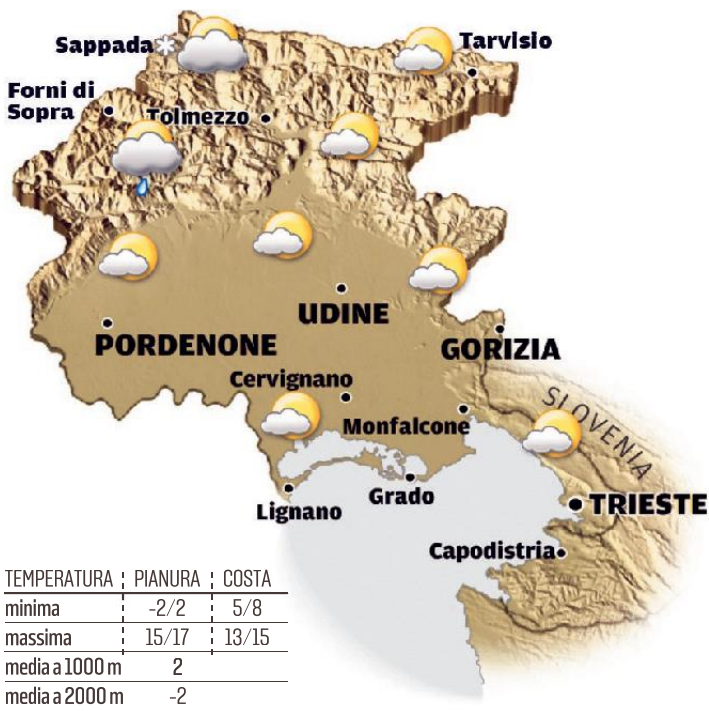 Sappada
Tarvisio
Forni di
Sopra
Tolmezzo
UDINE
PORDENONE
GORIZIA
Cervignano
SLOVENIA
Monfalcone
Lignano
Grado
TRIESTE
Capodistria
TEMPERATURA PIANURA COSTA
minima -2/2 5/8
massima 15/17 13/15
media a 1000 m 2
media a 2000 m -2